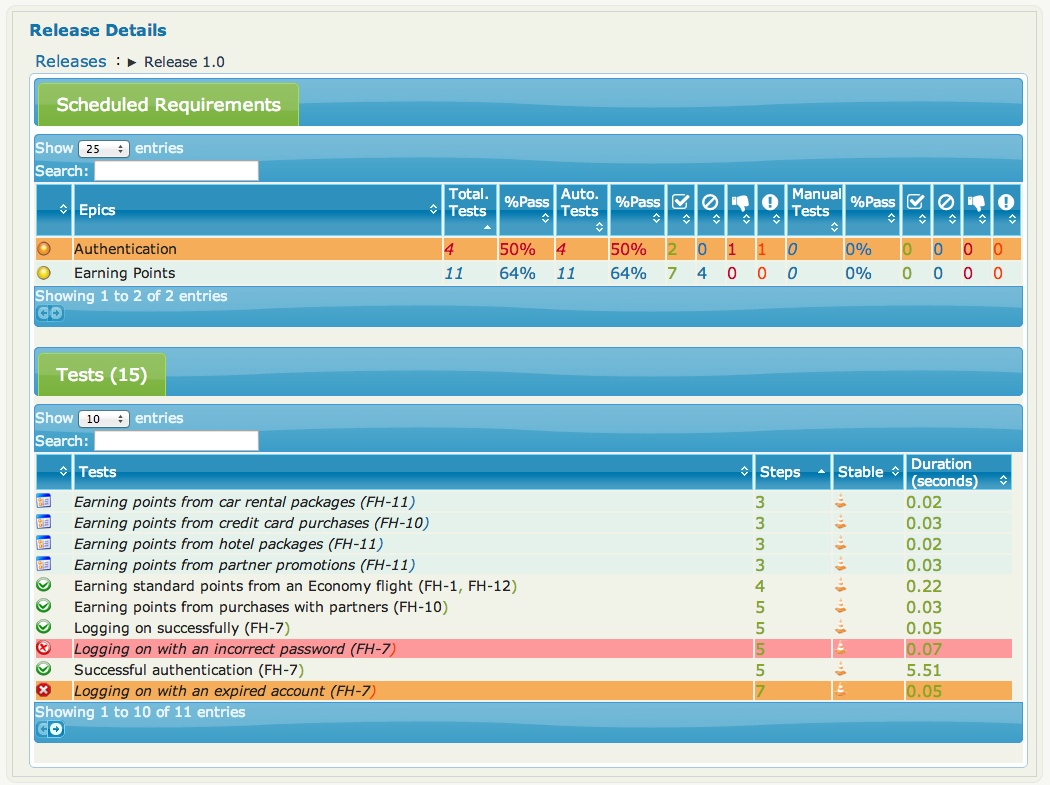 Release Details
Releases : ► Release 1.0
Scheduled Requirements
Show 25 entries
Search:
Epics Total. Tests %Pass Auto. Tests %Pass Manual Tests %Pass
Authentication 4 50% 4 50% 2 0 1 1 0 0% 0 0 0 0
Earning Points 11 64% 11 64% 7 4 0 0 0 0% 0 0 0 0
Showing 1 to 2 of 2 entries
Tests (15)
Show 10 entries
Search:
Tests Steps Stable Duration (seconds)
Earning points from car rental packages (FH-11) 3 0.02
Earning points from credit card purchases (FH-10) 3 0.03
Earning points from hotel packages (FH-11) 3 0.02
Earning points from partner promotions (FH-11) 3 0.03
Earning standard points from an Economy flight (FH-1, FH-12) 4 0.22
Earning points from purchases with partners (FH-10) 5 0.03
Logging on successfully (FH-7) 5 0.05
Logging on with an incorrect password (FH-7) 5 0.07
Successful authentication (FH-7) 5 5.51
Logging on with an expired account (FH-7) 7 0.05
Showing 1 to 10 of 11 entries